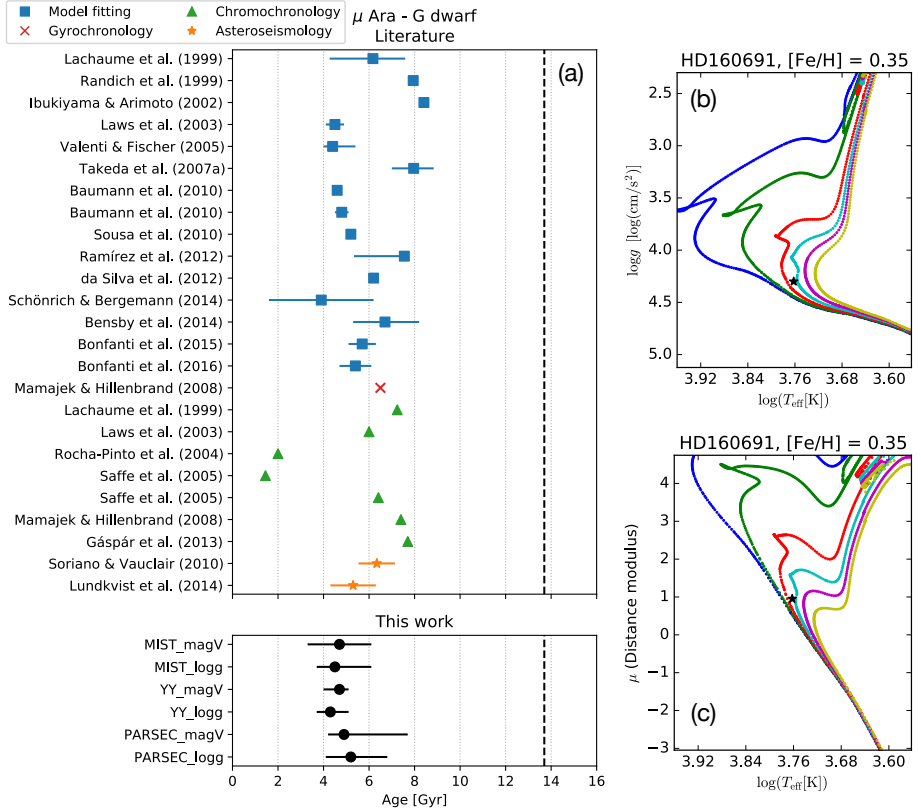 Model fitting
Gyrochronology
Chromochronology
Asteroseismology
μ Ara - G dwarf
Literature
(a)
Lachaume et al. (1999)
Randich et al. (1999)
Ibukiyama & Arimoto (2002)
Laws et al. (2003)
Valenti & Fischer (2005)
Takeda et al. (2007a)
Baumann et al. (2010)
Baumann et al. (2010)
Sousa et al. (2010)
Ramírez et al. (2012)
da Silva et al. (2012)
Schönrich & Bergemann (2014)
Bensby et al. (2014)
Bonfanti et al. (2015)
Bonfanti et al. (2016)
Mamajek & Hillenbrand (2008)
Lachaume et al. (1999)
Laws et al. (2003)
Rocha-Pinto et al. (2004)
Saffe et al. (2005)
Saffe et al. (2005)
Mamajek & Hillenbrand (2008)
Gáspár et al. (2013)
Soriano & Vauclair (2010)
Lundkvist et al. (2014)
This work
MIST_magV
MIST_logg
YY_magV
YY_logg
PARSEC_magV
PARSEC_logg
0 2 4 6 8 10 12 14 16
Age [Gyr]
HD160691, [Fe/H] = 0.35
(b)
2.5
3.0
3.5
4.0
4.5
5.0
logg [log(cm/s²)]
3.92 3.84 3.76 3.68 3.60
log(Teff[K])
HD160691, [Fe/H] = 0.35
4
3
2
1
0
−1
−2
−3
μ (Distance modulus)
(c)
3.92 3.84 3.76 3.68 3.60
log(Teff[K])